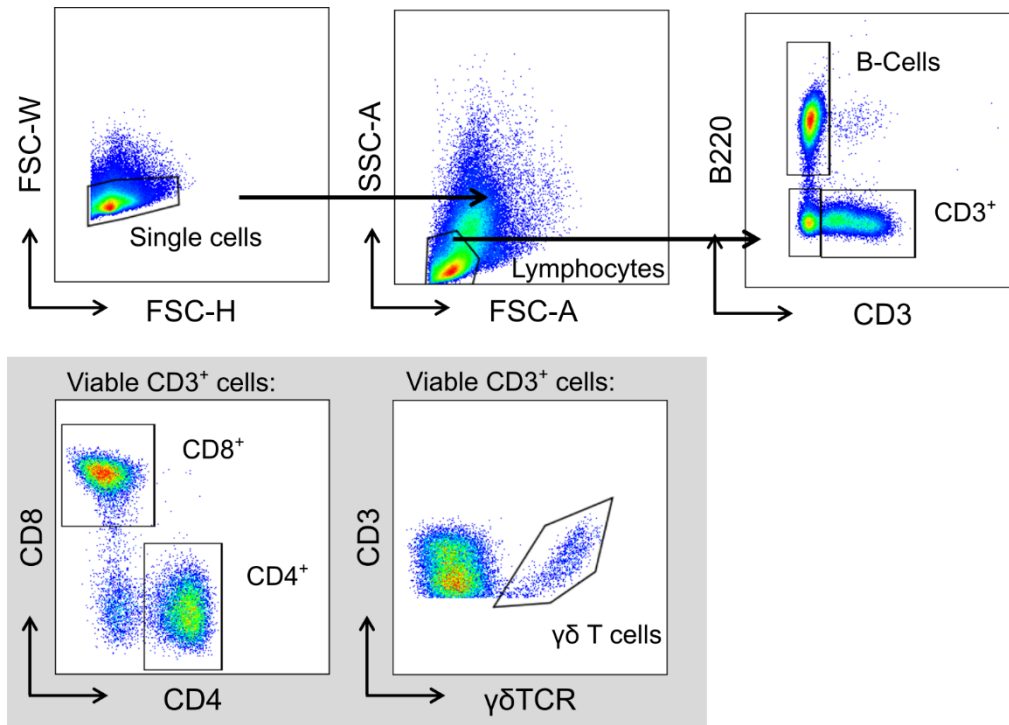 FSC-W
Single cells
FSC-H
SSC-A
Lymphocytes
FSC-A
B220
B-Cells
CD3⁺
CD3
Viable CD3⁺ cells:
CD8
CD8⁺
CD4⁺
CD4
Viable CD3⁺ cells:
CD3
γδ T cells
γδTCR